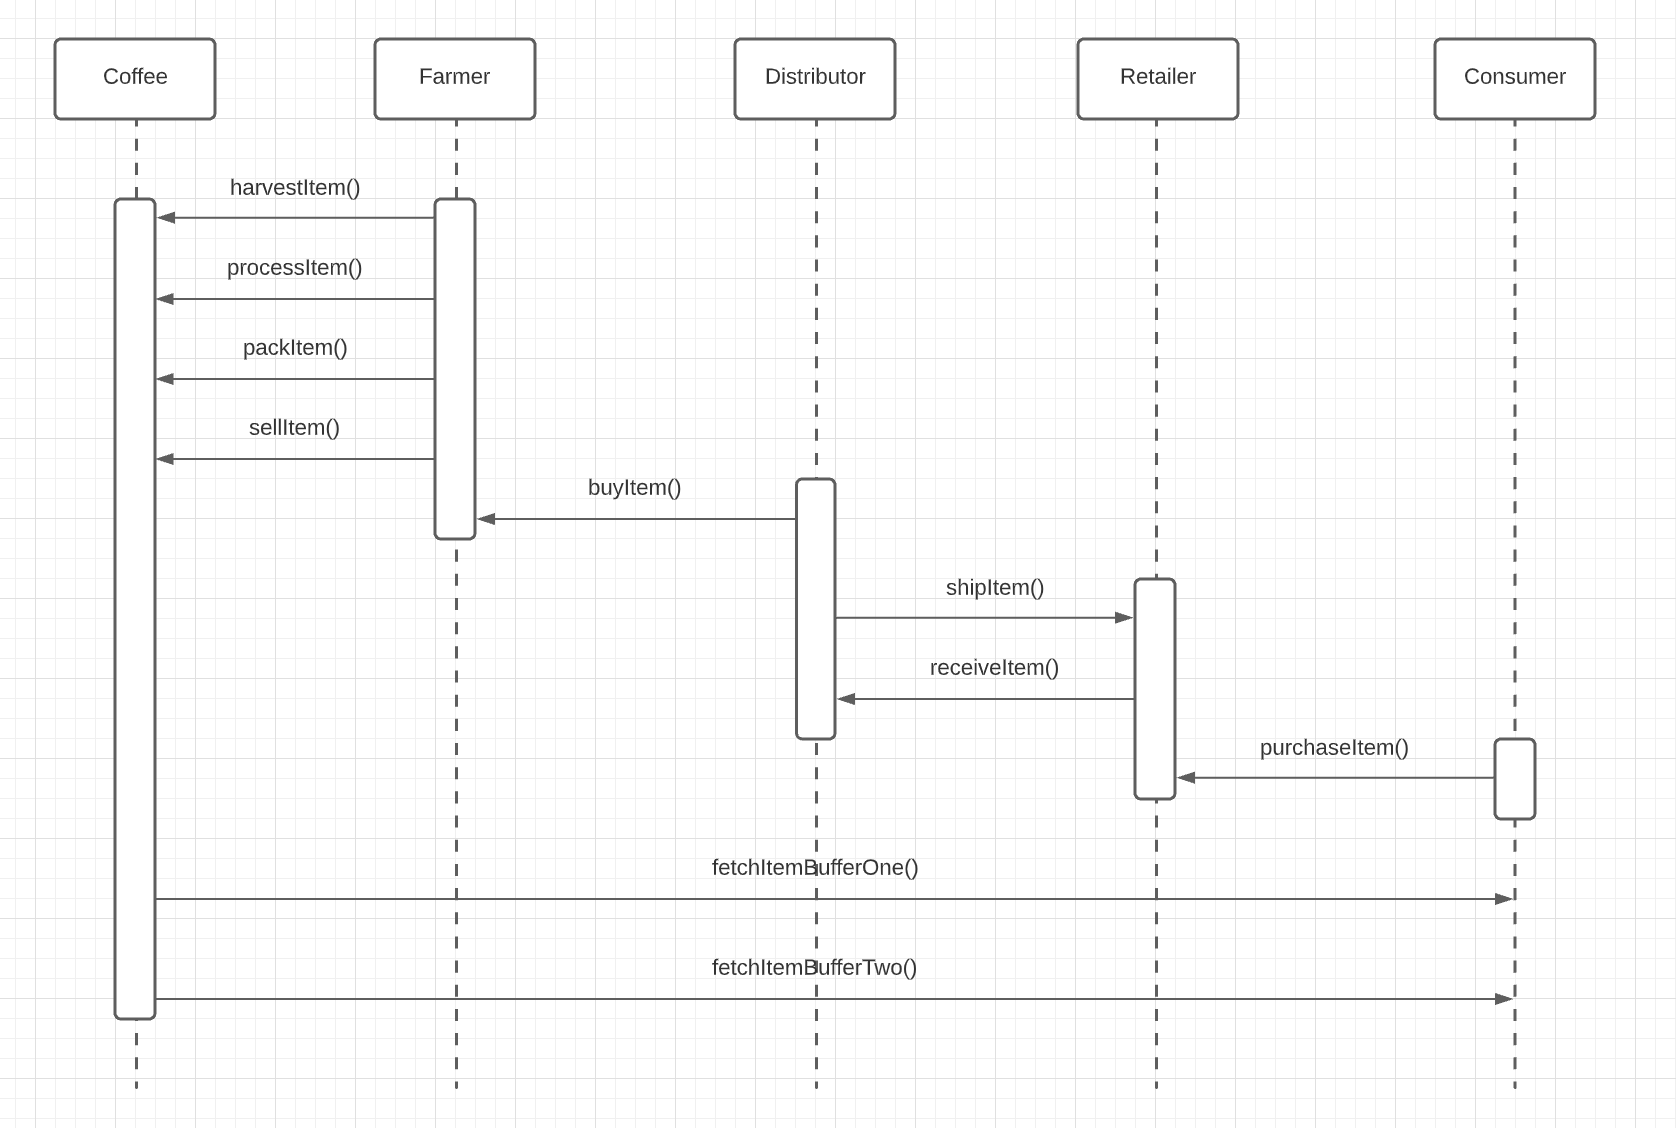 Coffee
Farmer
Distributor
Retailer
Consumer
harvestItem()
processItem()
packItem()
sellItem()
buyItem()
shipItem()
receiveItem()
purchaseItem()
fetchItemBufferOne()
fetchItemBufferTwo()